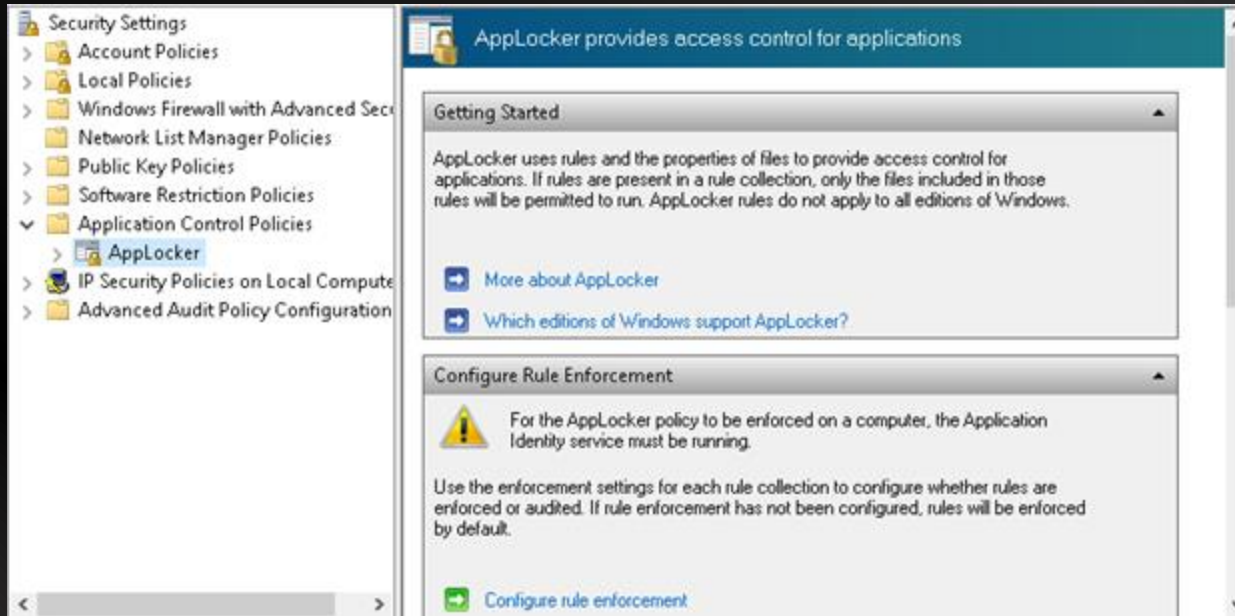 Security Settings
Account Policies
Local Policies
Windows Firewall with Advanced Secu
Network List Manager Policies
Public Key Policies
Software Restriction Policies
Application Control Policies
AppLocker
IP Security Policies on Local Compute
Advanced Audit Policy Configuration
AppLocker provides access control for applications
Getting Started
AppLocker uses rules and the properties of files to provide access control for
applications. If rules are present in a rule collection, only the files included in those
rules will be permitted to run. AppLocker rules do not apply to all editions of Windows.
More about AppLocker
Which editions of Windows support AppLocker?
Configure Rule Enforcement
For the AppLocker policy to be enforced on a computer, the Application
Identity service must be running.
Use the enforcement settings for each rule collection to configure whether rules are
enforced or audited. If rule enforcement has not been configured, rules will be enforced
by default.
Configure rule enforcement